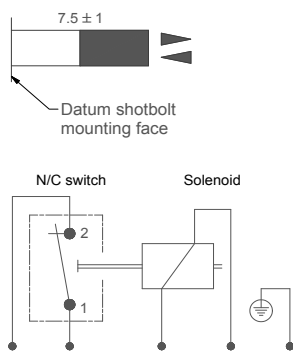 7.5 ± 1
Datum shotbolt
mounting face
N/C switch
Solenoid
2
1